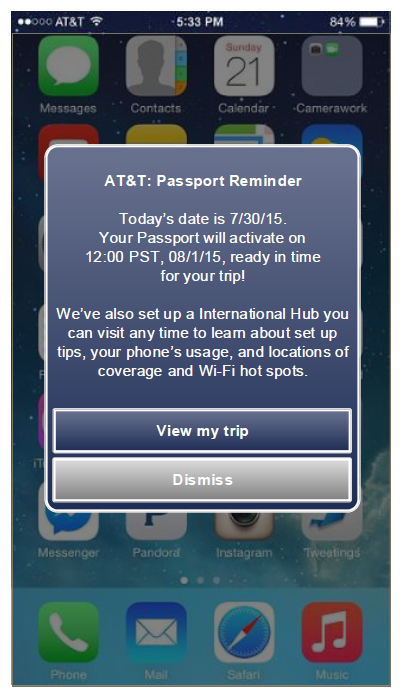 AT&T
5:33 PM
84%
Sunday
21
Messages
Contacts
Calendar
Camerawork
AT&T: Passport Reminder
Today's date is 7/30/15.
Your Passport will activate on
12:00 PST, 08/1/15, ready in time
for your trip!
We've also set up a International Hub you
can visit any time to learn about set up
tips, your phone's usage, and locations of
coverage and Wi-Fi hot spots.
View my trip
Dismiss
Messenger
Pandora
Instagram
Tweetings
Phone
Mail
Safari
Music